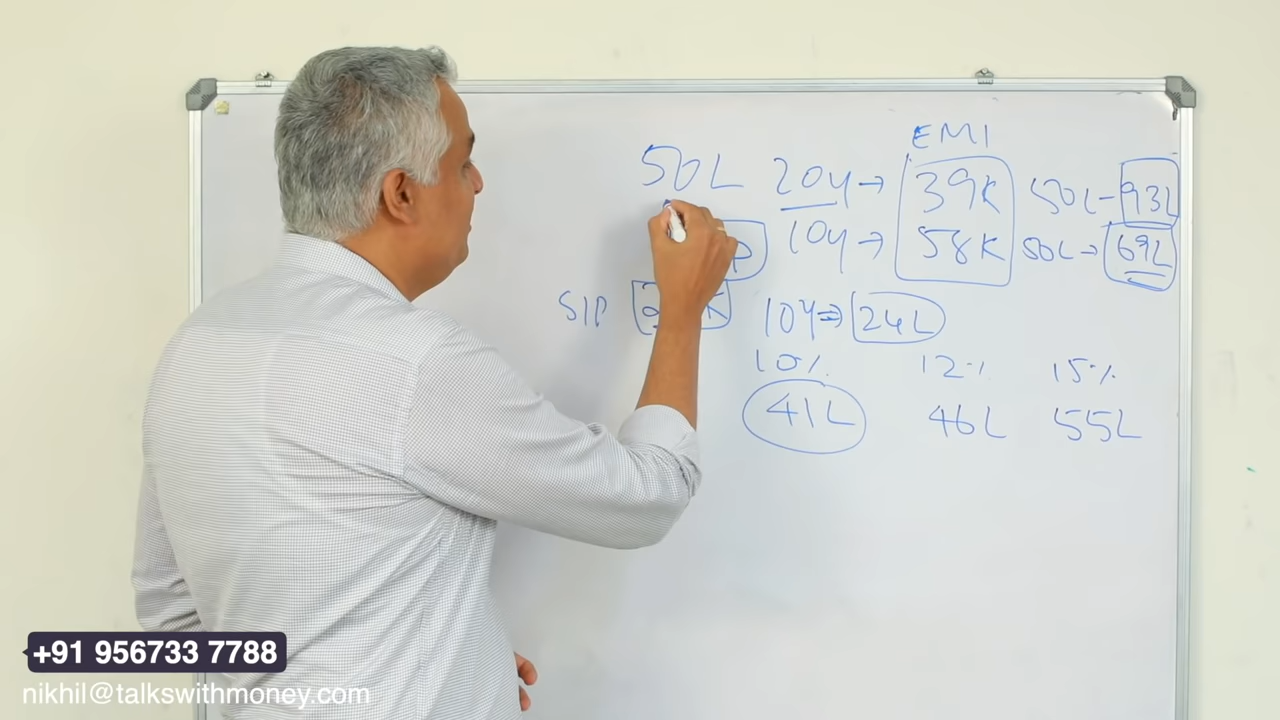 EMI
50L 20y → 39K 50L - 93L
10y → 58K 50L → 69L
SIP 10y ⇒ 24L
10% 12% 15%
41L 46L 55L
+91 956733 7788
nikhil@talkswithmoney.com